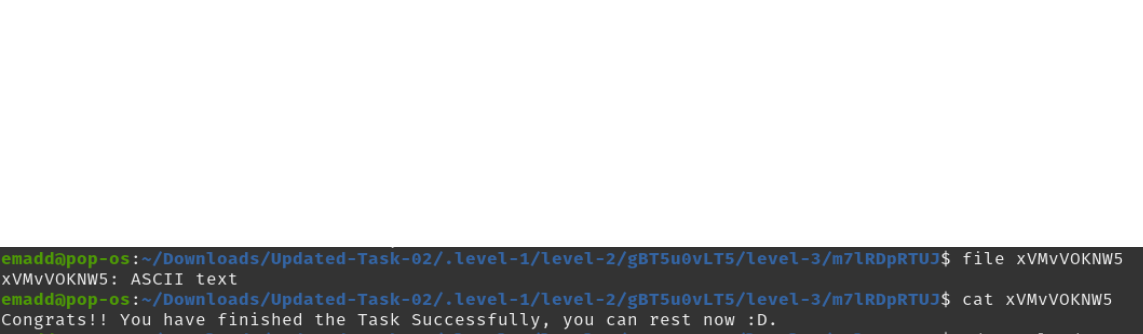 emadd@pop-os:~/Downloads/Updated-Task-02/.level-1/level-2/gBT5u0vLT5/level-3/m7lRDpRTUJ$ file xVMvVOKNW5
xVMvVOKNW5: ASCII text
emadd@pop-os:~/Downloads/Updated-Task-02/.level-1/level-2/gBT5u0vLT5/level-3/m7lRDpRTUJ$ cat xVMvVOKNW5
Congrats!! You have finished the Task Successfully, you can rest now :D.